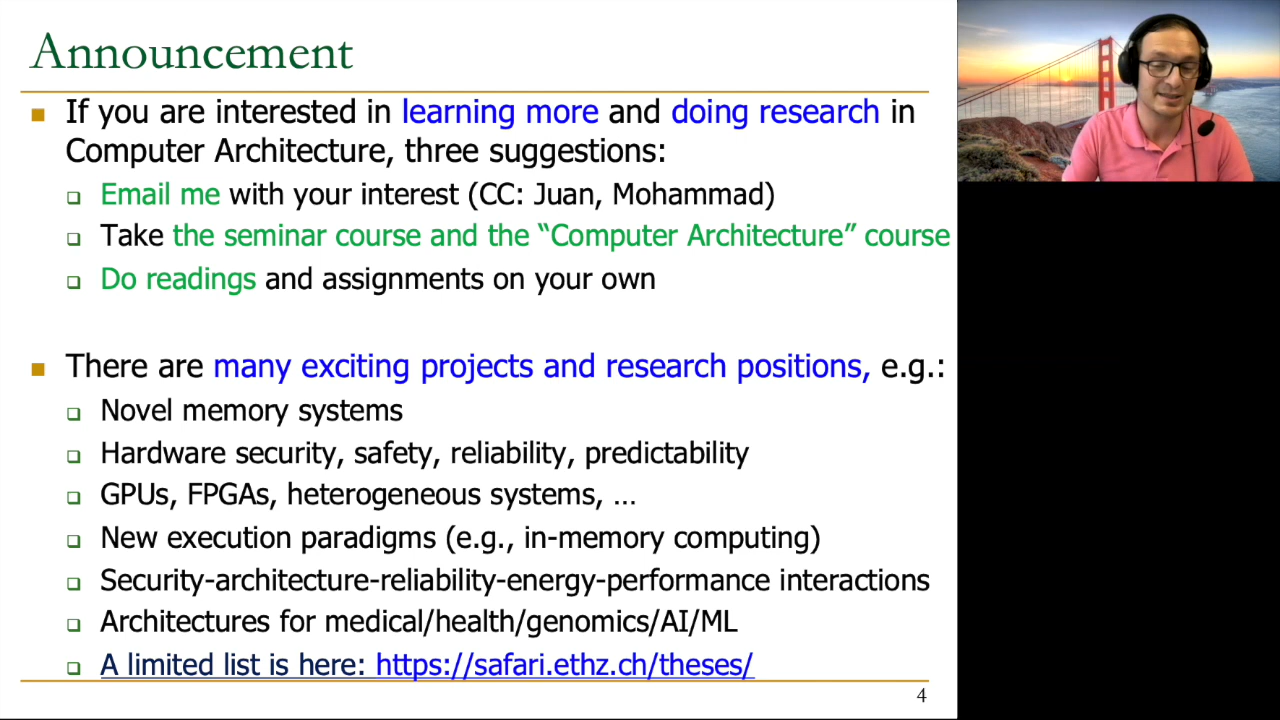 Announcement
If you are interested in learning more and doing research in
Computer Architecture, three suggestions:
Email me with your interest (CC: Juan, Mohammad)
Take the seminar course and the “Computer Architecture” course
Do readings and assignments on your own
There are many exciting projects and research positions, e.g.:
Novel memory systems
Hardware security, safety, reliability, predictability
GPUs, FPGAs, heterogeneous systems, …
New execution paradigms (e.g., in-memory computing)
Security-architecture-reliability-energy-performance interactions
Architectures for medical/health/genomics/AI/ML
A limited list is here: https://safari.ethz.ch/theses/
4